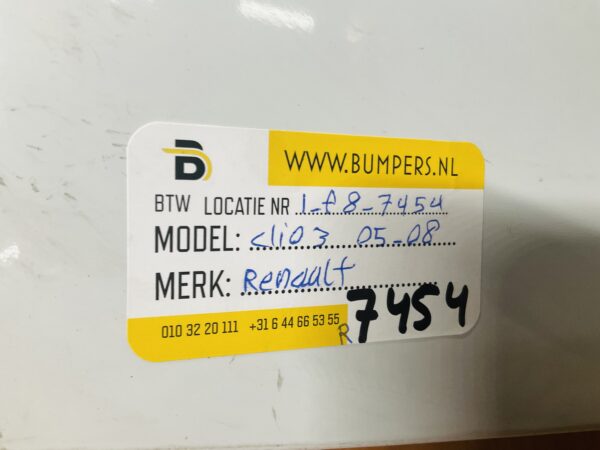 B
WWW.BUMPERS.NL
BTW LOCATIE NR 1-f8-7454
MODEL: clio 3 05-08
MERK: Renault
010 32 20 111 +31 6 44 66 53 55
R 7454